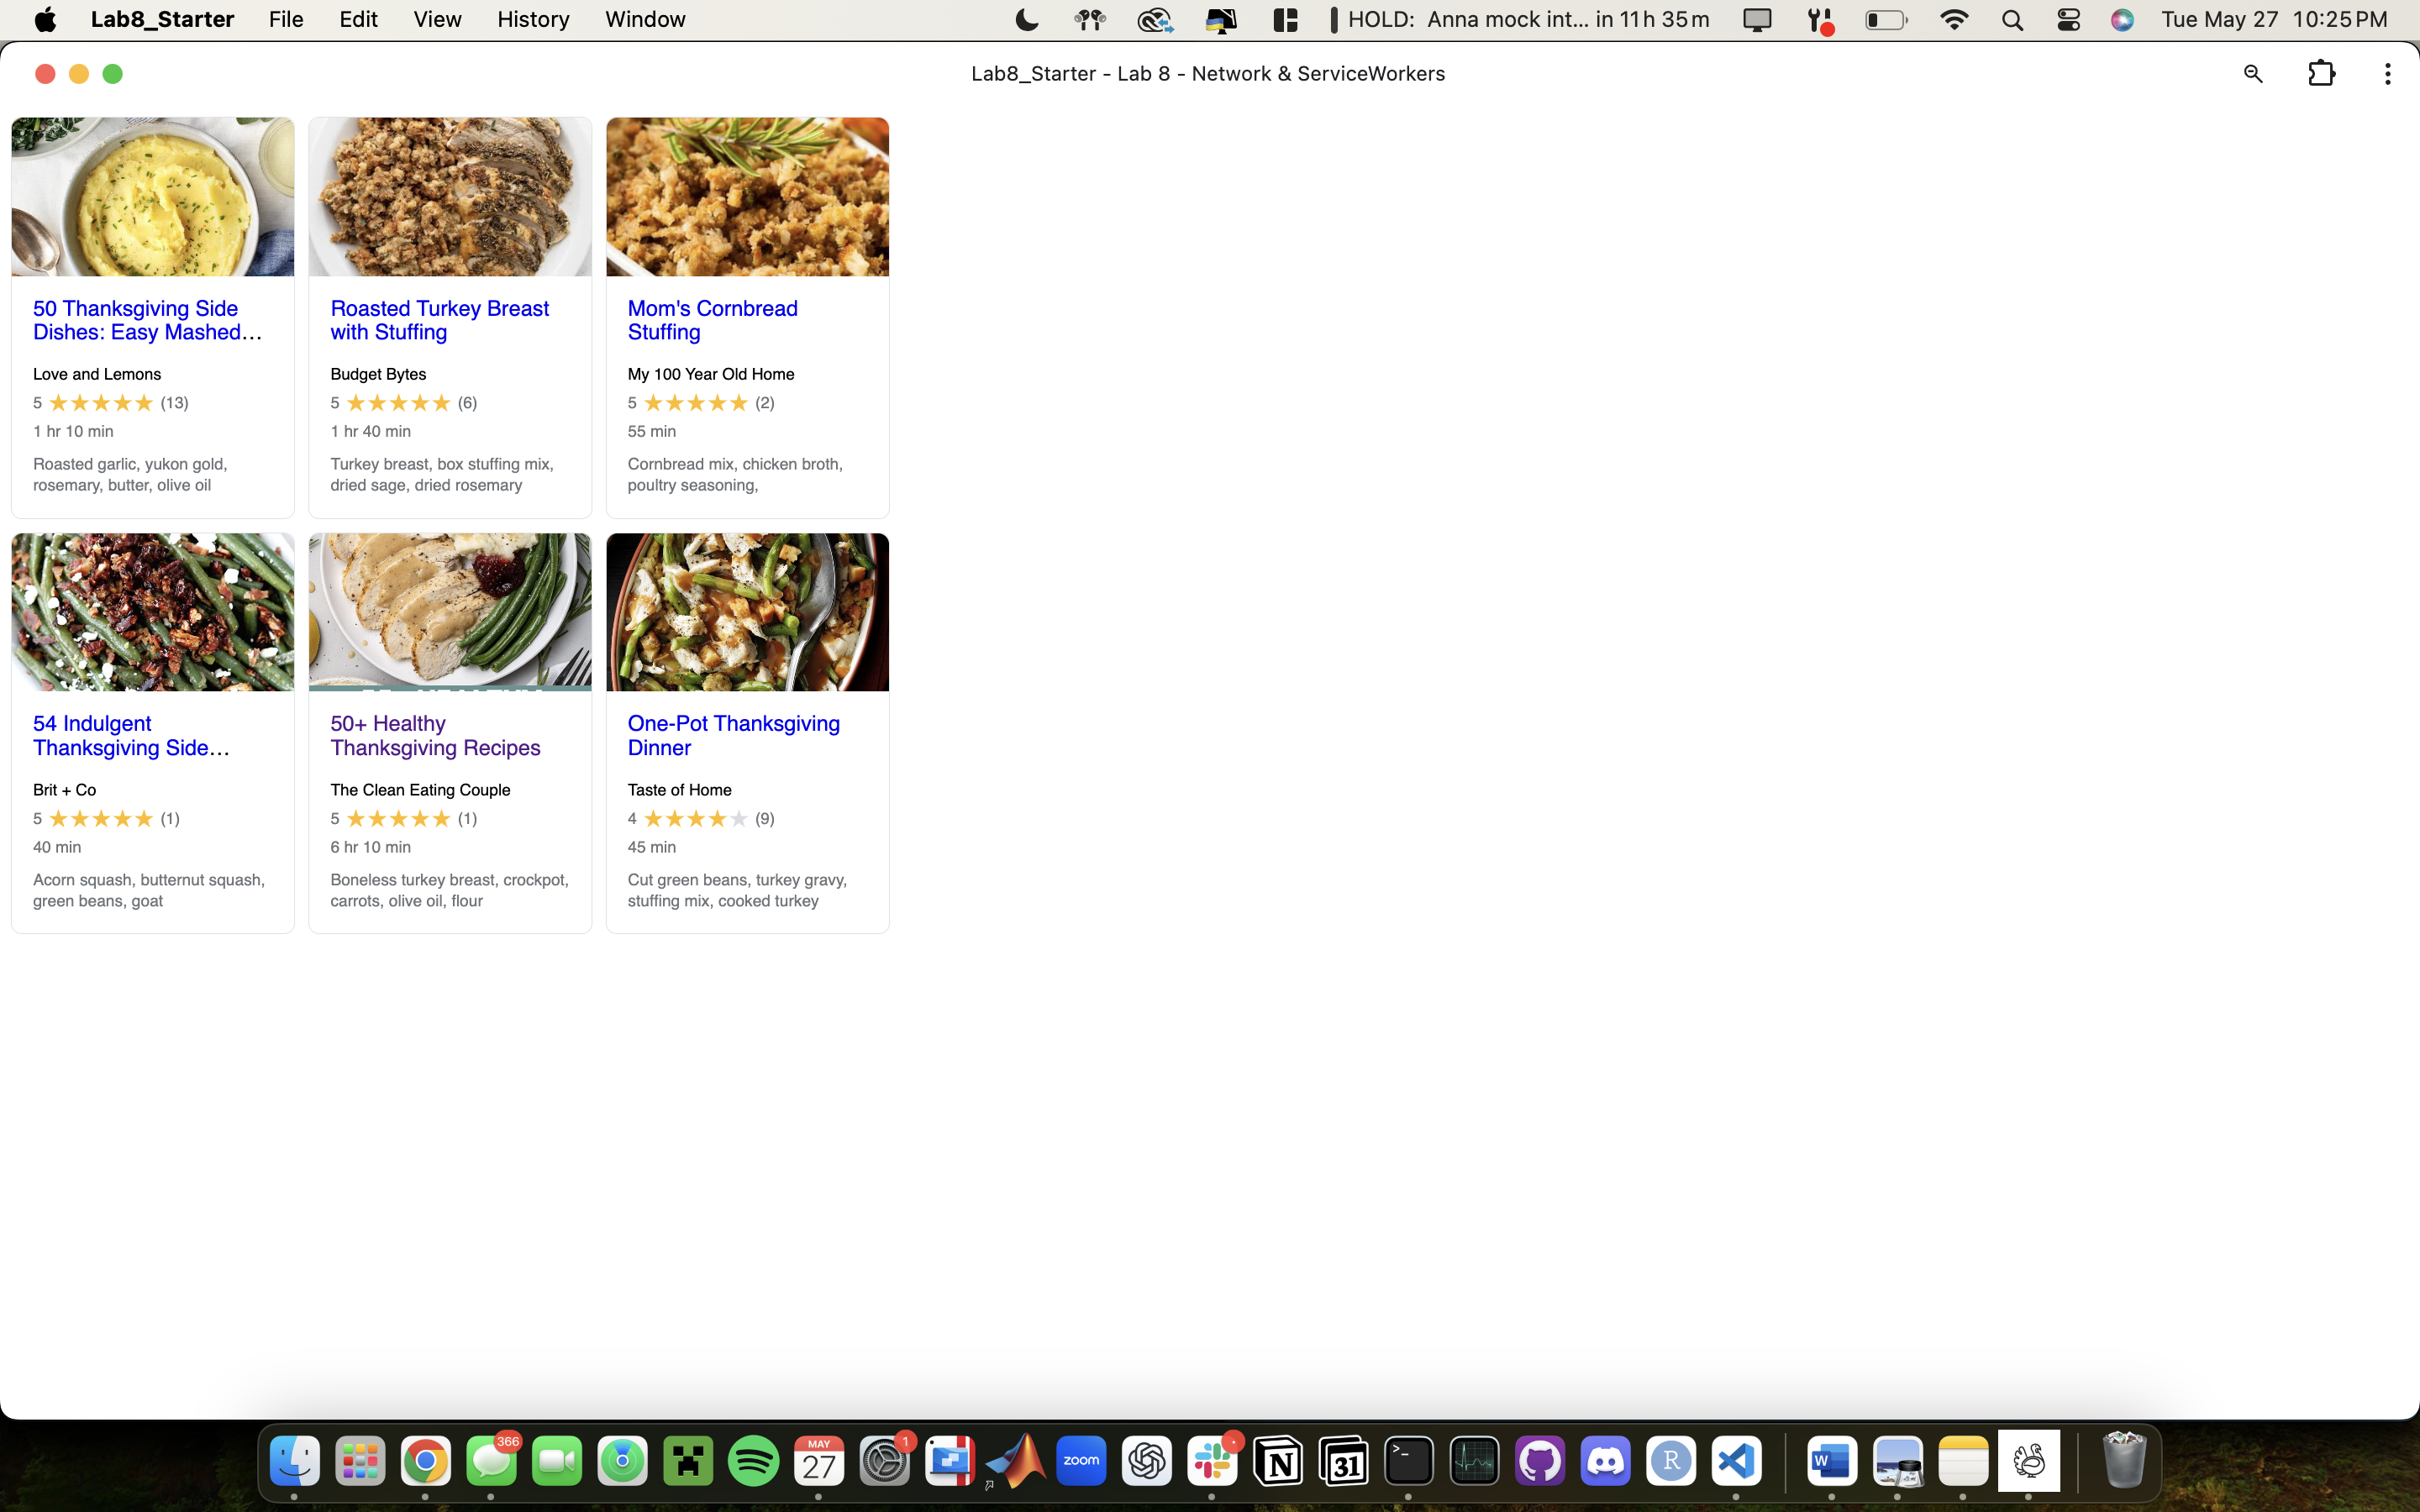 Lab8_Starter File Edit View History Window HOLD: Anna mock int... in 11 h 35 m Tue May 27 10:25 PM
Lab8_Starter - Lab 8 - Network & ServiceWorkers
50 Thanksgiving Side
Dishes: Easy Mashed...
Love and Lemons
5 ★★★★★ (13)
1 hr 10 min
Roasted garlic, yukon gold,
rosemary, butter, olive oil
Roasted Turkey Breast
with Stuffing
Budget Bytes
5 ★★★★★ (6)
1 hr 40 min
Turkey breast, box stuffing mix,
dried sage, dried rosemary
Mom's Cornbread
Stuffing
My 100 Year Old Home
5 ★★★★★ (2)
55 min
Cornbread mix, chicken broth,
poultry seasoning,
54 Indulgent
Thanksgiving Side...
Brit + Co
5 ★★★★★ (1)
40 min
Acorn squash, butternut squash,
green beans, goat
50+ Healthy
Thanksgiving Recipes
The Clean Eating Couple
5 ★★★★★ (1)
6 hr 10 min
Boneless turkey breast, crockpot,
carrots, olive oil, flour
One-Pot Thanksgiving
Dinner
Taste of Home
4 ★★★★★ (9)
45 min
Cut green beans, turkey gravy,
stuffing mix, cooked turkey
366
MAY
27
1
zoom
N
31
>_
R
W